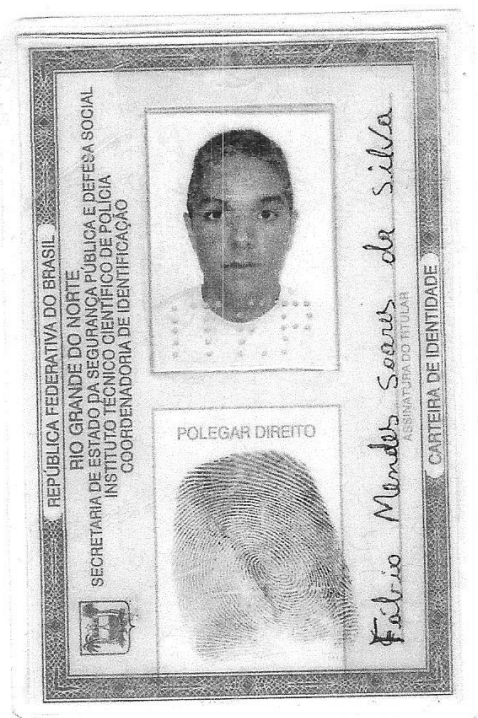 REPÚBLICA FEDERATIVA DO BRASIL
RIO GRANDE DO NORTE
SECRETARIA DE ESTADO DA SEGURANÇA PÚBLICA E DEFESA SOCIAL
INSTITUTO TÉCNICO CIENTÍFICO DE POLÍCIA
COORDENADORIA DE IDENTIFICAÇÃO
POLEGAR DIREITO
Fábio Mendes Soares da Silva
ASSINATURA DO TITULAR
CARTEIRA DE IDENTIDADE